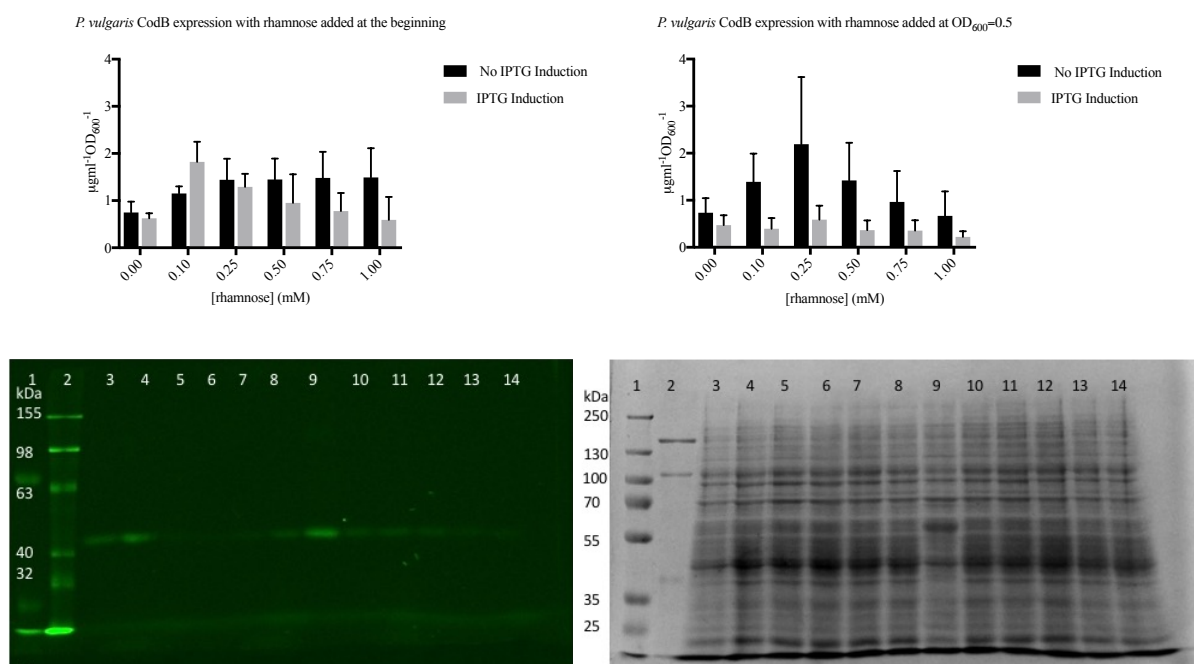 P. vulgaris CodB expression with rhamnose added at the beginning
4
3
2
1
0
µgml-1OD600-1
0.00
0.10
0.25
0.50
0.75
1.00
[rhamnose] (mM)
No IPTG Induction
IPTG Induction
P. vulgaris CodB expression with rhamnose added at OD600=0.5
4
3
2
1
0
µgml-1OD600-1
0.00
0.10
0.25
0.50
0.75
1.00
[rhamnose] (mM)
No IPTG Induction
IPTG Induction
1 2 3 4 5 6 7 8 9 10 11 12 13 14
kDa
155
98
63
40
32
1 2 3 4 5 6 7 8 9 10 11 12 13 14
kDa
250
130
100
70
55
35
25